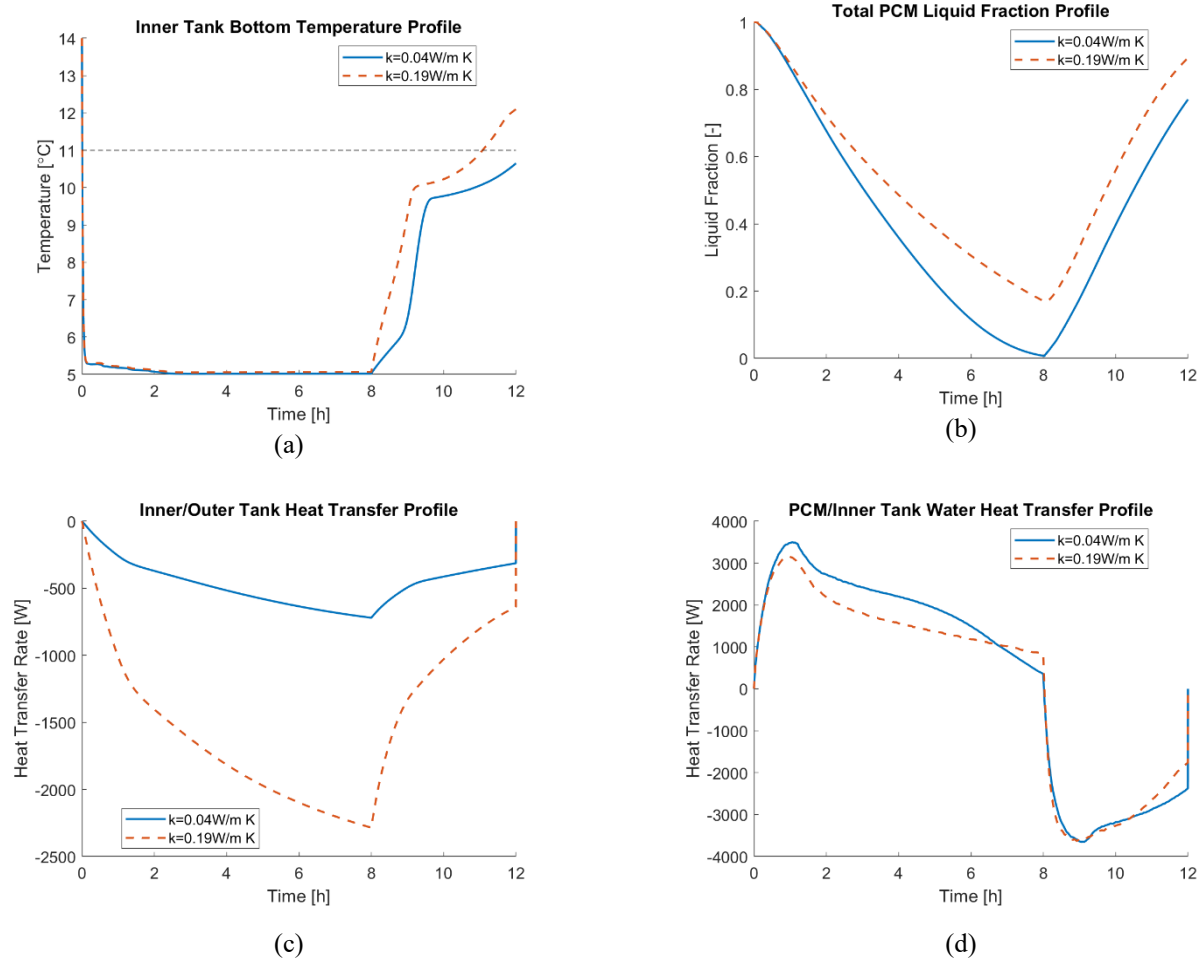 Inner Tank Bottom Temperature Profile
14
13
12
11
10
9
8
7
6
5
Temperature [°C]
k=0.04W/m K
k=0.19W/m K
0
2
4
6
8
10
12
Time [h]
(a)
Total PCM Liquid Fraction Profile
1
0.8
0.6
0.4
0.2
0
Liquid Fraction [-]
k=0.04W/m K
k=0.19W/m K
0
2
4
6
8
10
12
Time [h]
(b)
Inner/Outer Tank Heat Transfer Profile
0
-500
-1000
-1500
-2000
-2500
Heat Transfer Rate [W]
k=0.04W/m K
k=0.19W/m K
0
2
4
6
8
10
12
Time [h]
(c)
PCM/Inner Tank Water Heat Transfer Profile
4000
3000
2000
1000
0
-1000
-2000
-3000
-4000
Heat Transfer Rate [W]
k=0.04W/m K
k=0.19W/m K
0
2
4
6
8
10
12
Time [h]
(d)